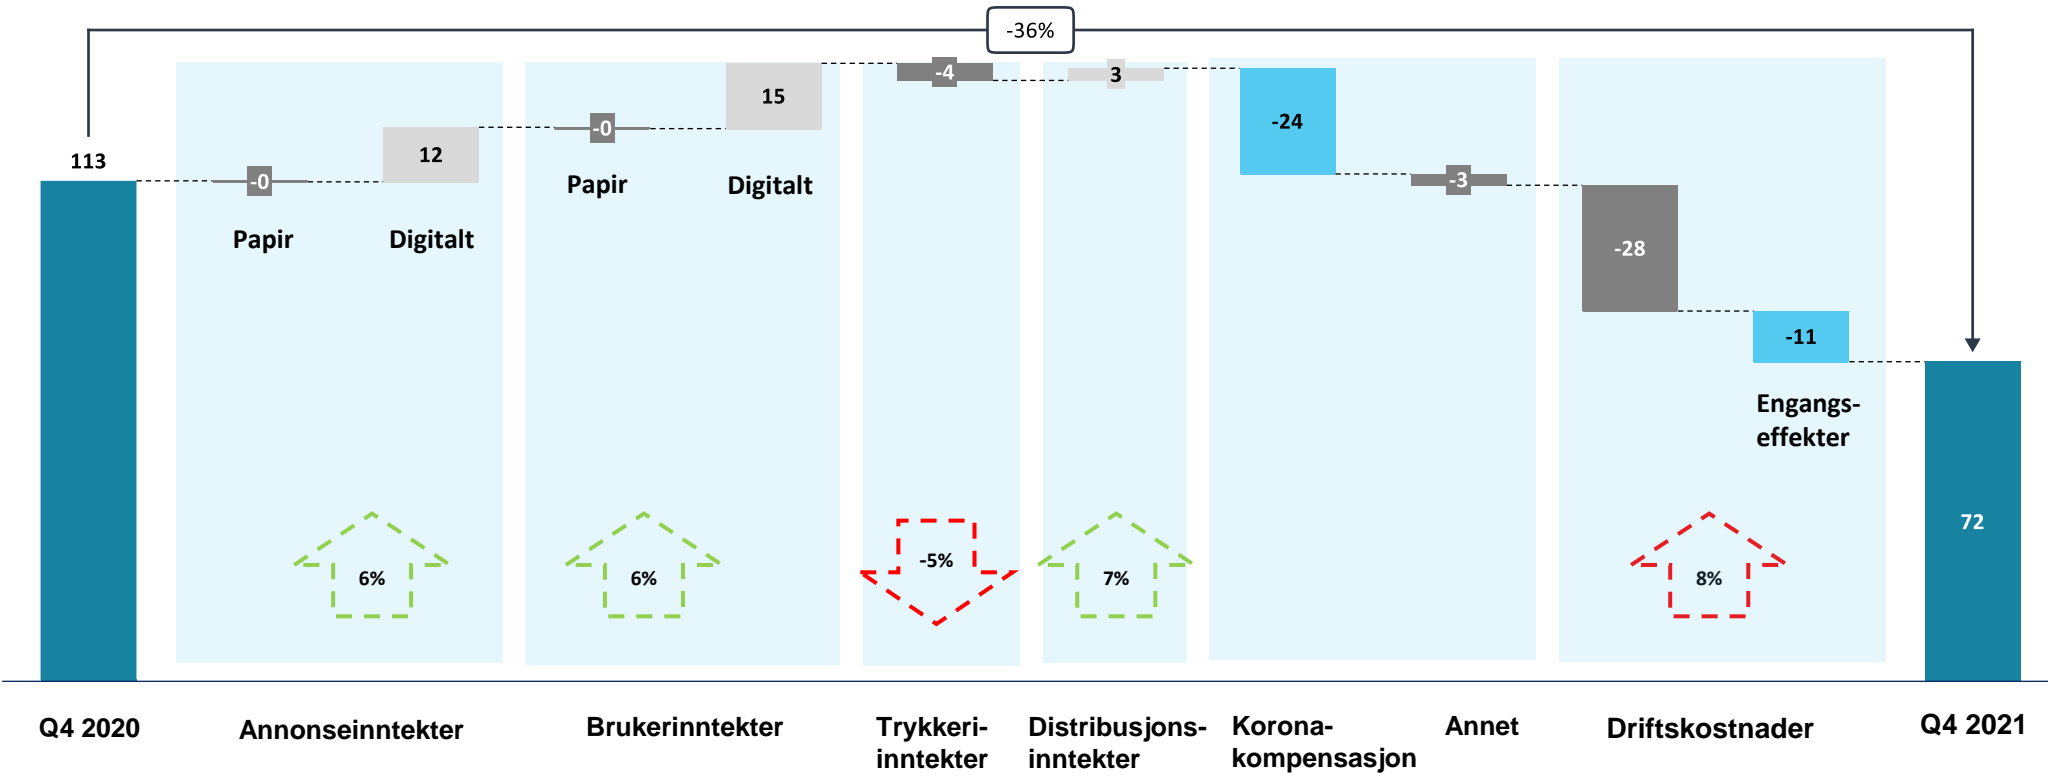 -36%
113
-0
12
-0
15
-4
3
-24
-3
-28
-11
72
Papir
Digitalt
Papir
Digitalt
Engangs-
effekter
6%
6%
-5%
7%
8%
Q4 2020
Annonseinntekter
Brukerinntekter
Trykkeri-
inntekter
Distribusjons-
inntekter
Korona-
kompensasjon
Annet
Driftskostnader
Q4 2021